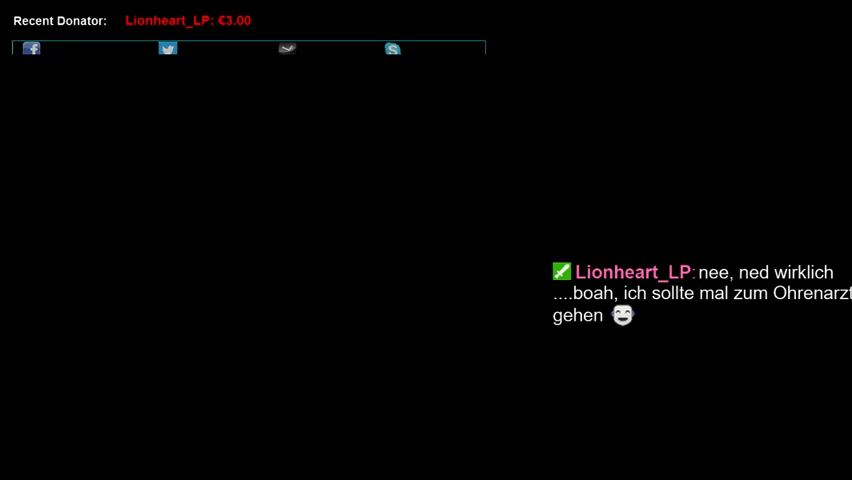 Recent Donator: Lionheart_LP: €3.00
Lionheart_LP: nee, ned wirklich
....boah, ich sollte mal zum Ohrenarzt
gehen